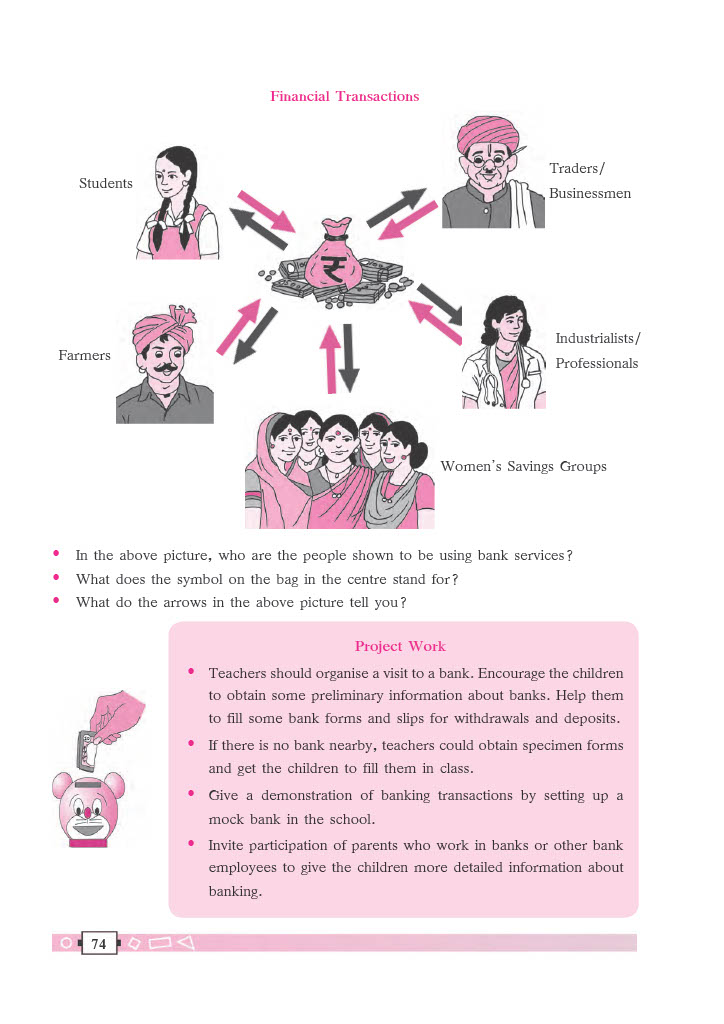 Financial Transactions
Students
Traders/
Businessmen
₹
Farmers
Industrialists/
Professionals
Women's Savings Groups
• In the above picture, who are the people shown to be using bank services?
• What does the symbol on the bag in the centre stand for?
• What do the arrows in the above picture tell you?
Project Work
• Teachers should organise a visit to a bank. Encourage the children
to obtain some preliminary information about banks. Help them
to fill some bank forms and slips for withdrawals and deposits.
• If there is no bank nearby, teachers could obtain specimen forms
and get the children to fill them in class.
• Give a demonstration of banking transactions by setting up a
mock bank in the school.
• Invite participation of parents who work in banks or other bank
employees to give the children more detailed information about
banking.
74